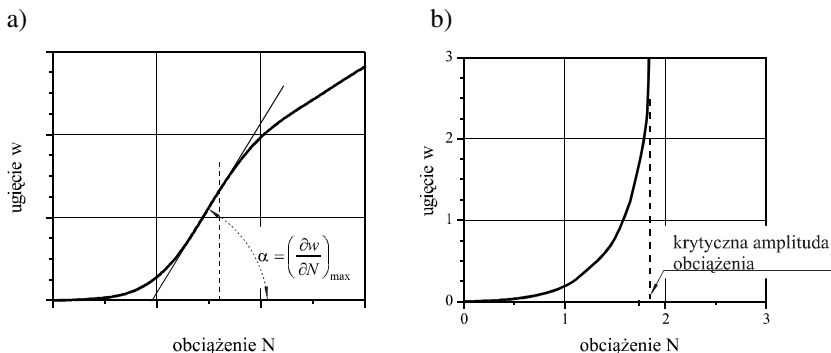 a)
ugięcie w
α = (∂w/∂N)max
obciążenie N
b)
3
2
1
0
ugięcie w
krytyczna amplituda
obciążenia
0 1 2 3
obciążenie N